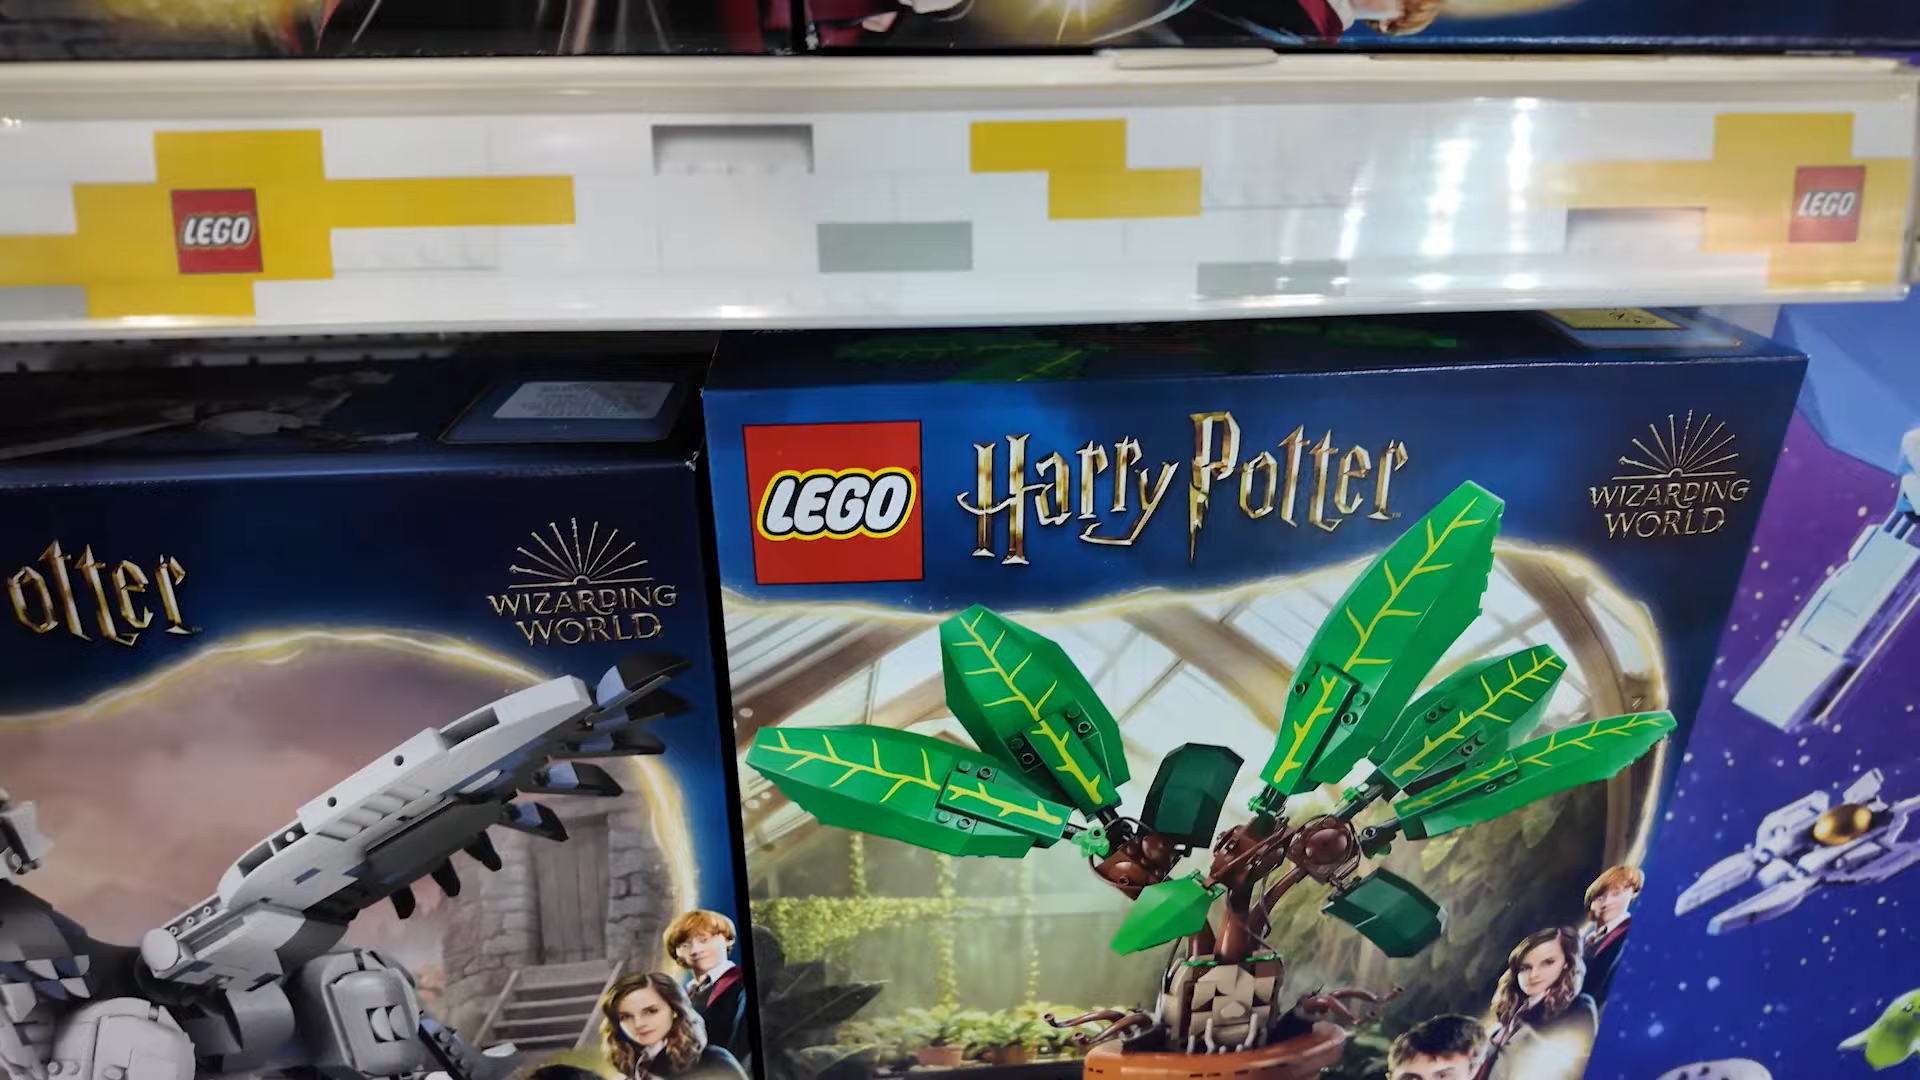 LEGO
LEGO
LEGO
Harry Potter
WIZARDING
WORLD
otter
WIZARDING
WORLD